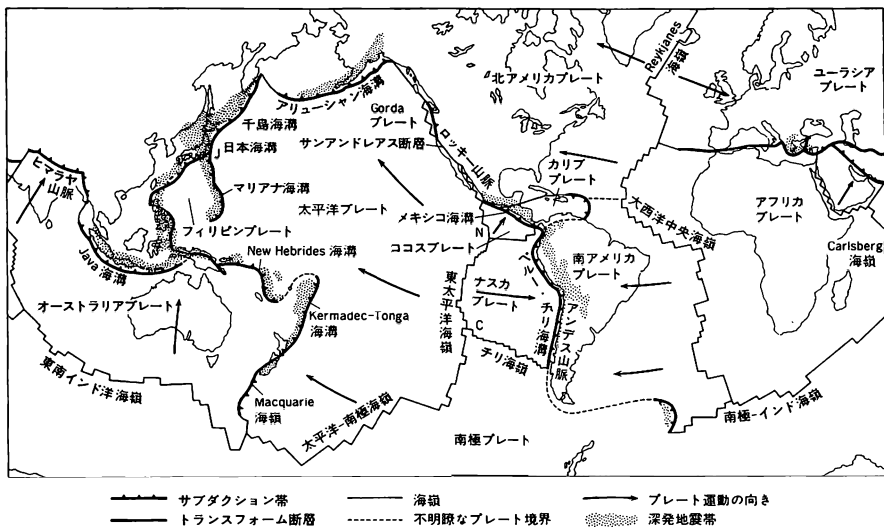 Reykjanes
海嶺
北アメリカプレート
ユーラシア
プレート
アリューシャン海溝
Gorda
プレート
千島海溝
サンアンドレアス断層
ロッキー山脈
日本海溝
J
ヒマラヤ
山脈
カリブ
プレート
マリアナ海溝
太平洋プレート
メキシコ海溝
大西洋中央海嶺
アフリカ
プレート
フィリピンプレート
ココスプレート
N
New Hebrides 海溝
Java海溝
ペルー・チリ海溝
南アメリカ
プレート
Carlsberg
海嶺
オーストラリアプレート
東太平洋海嶺
ナスカ
プレート
Kermadec-Tonga
海溝
C
アンデス山脈
チリ海嶺
東南インド洋海嶺
Macquarie
海嶺
太平洋-南極海嶺
南極-インド海嶺
南極プレート
サブダクション帯
海嶺
プレート運動の向き
トランスフォーム断層
不明瞭なプレート境界
深発地震帯